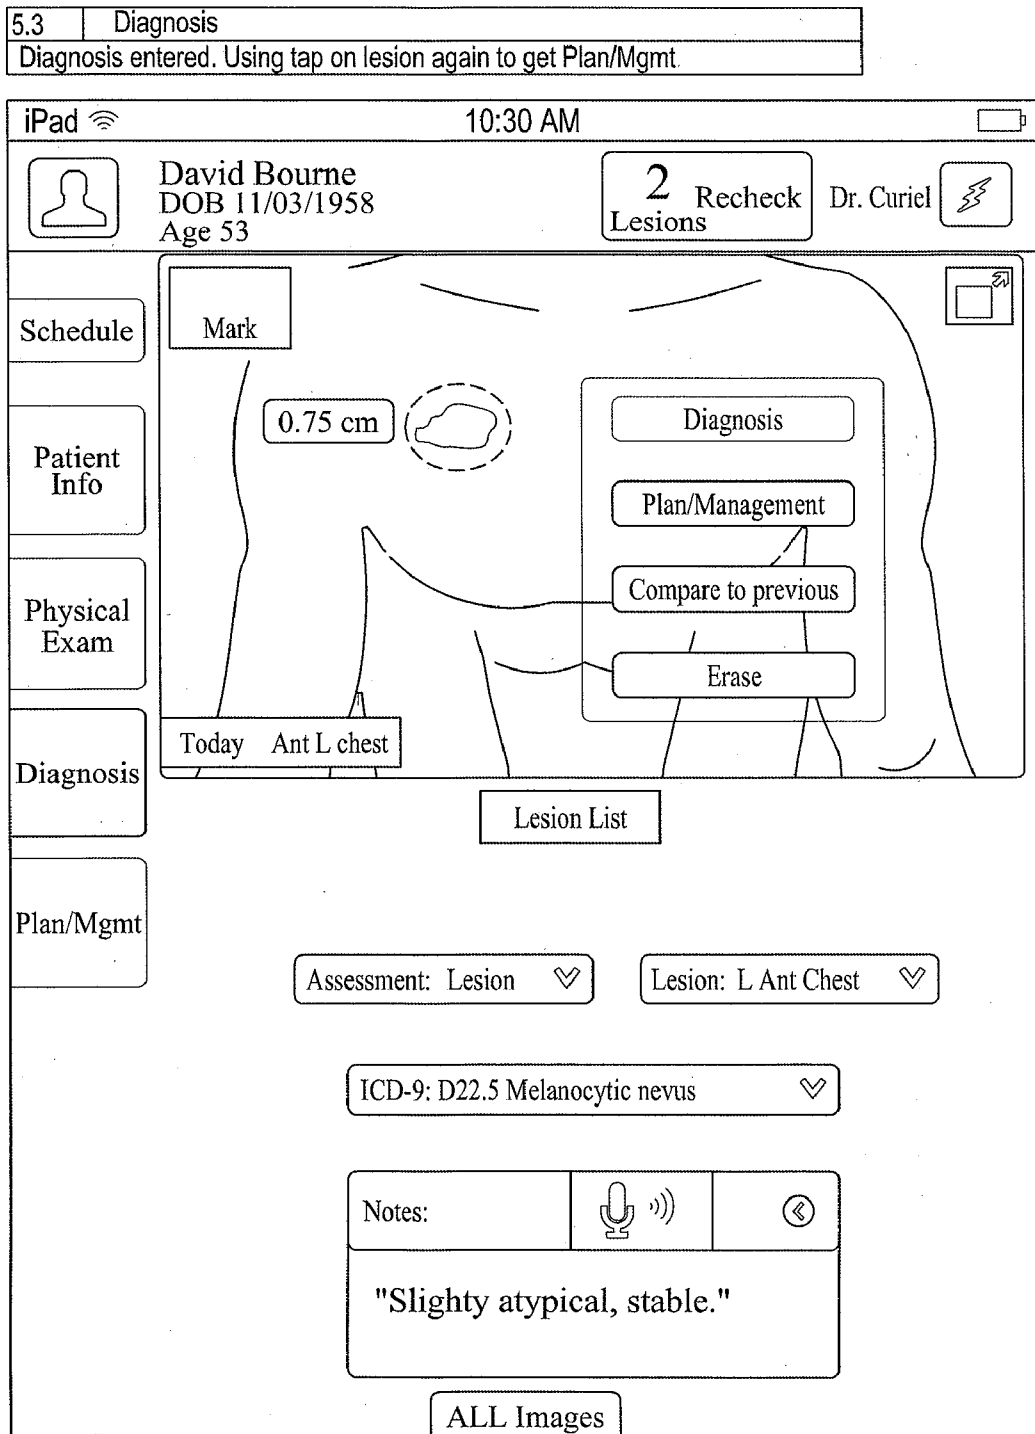 5.3 Diagnosis
Diagnosis entered. Using tap on lesion again to get Plan/Mgmt.
iPad 10:30 AM
David Bourne
DOB 11/03/1958
Age 53
2 Recheck
Lesions
Dr. Curiel
Schedule
Patient
Info
Physical
Exam
Diagnosis
Plan/Mgmt
Mark
0.75 cm
Diagnosis
Plan/Management
Compare to previous
Erase
Today Ant L chest
Lesion List
Assessment: Lesion
Lesion: L Ant Chest
ICD-9: D22.5 Melanocytic nevus
Notes:
"Slighty atypical, stable."
ALL Images